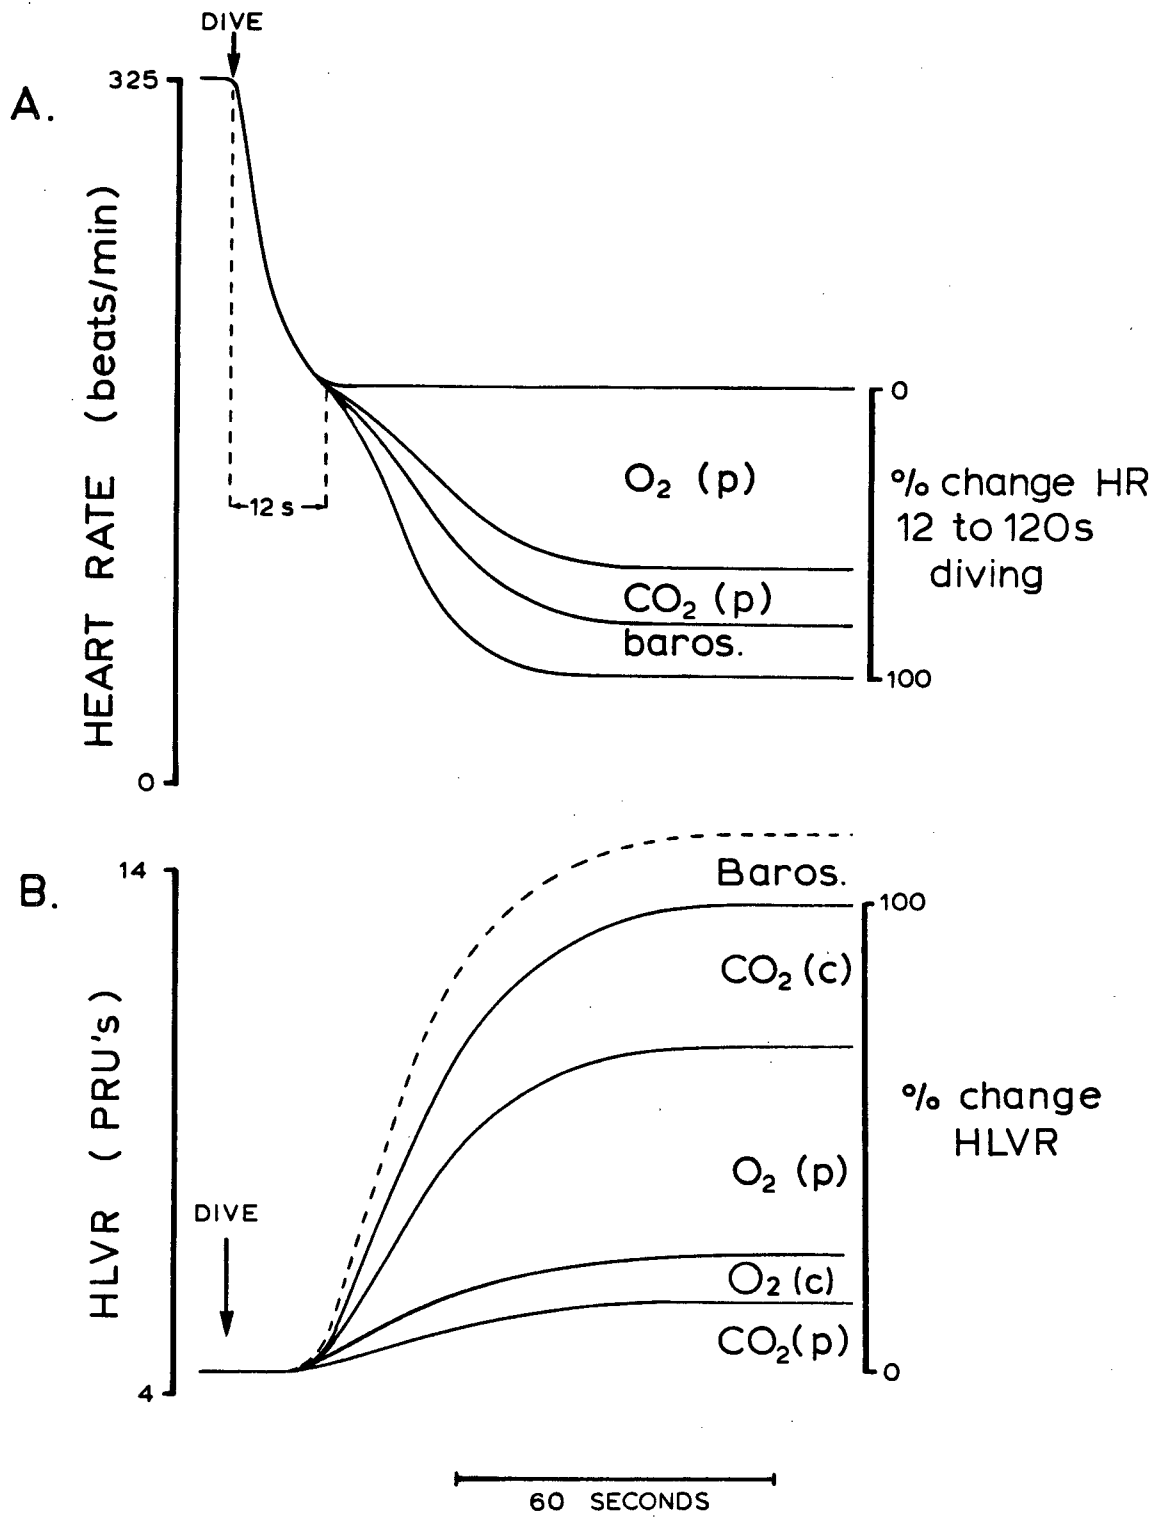 DIVE
325
A.
HEART RATE (beats/min)
0
12 s
O₂ (p)
CO₂ (p)
baros.
0
% change HR
12 to 120s
diving
100
14
B.
HLVR (PRU's)
DIVE
4
Baros.
CO₂ (c)
O₂ (p)
O₂ (c)
CO₂(p)
100
% change
HLVR
0
60 SECONDS